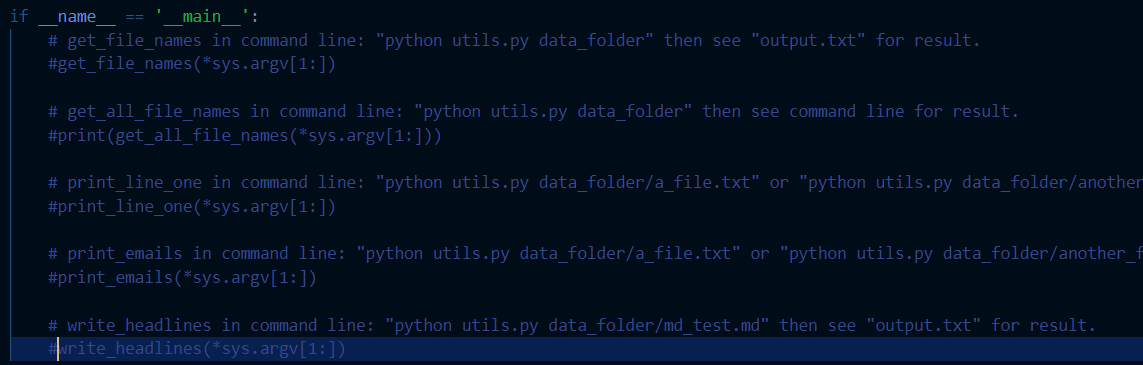 if __name__ == '__main__':
# get_file_names in command line: "python utils.py data_folder" then see "output.txt" for result.
#get_file_names(*sys.argv[1:])
# get_all_file_names in command line: "python utils.py data_folder" then see command line for result.
#print(get_all_file_names(*sys.argv[1:]))
# print_line_one in command line: "python utils.py data_folder/a_file.txt" or "python utils.py data_folder/another
#print_line_one(*sys.argv[1:])
# print_emails in command line: "python utils.py data_folder/a_file.txt" or "python utils.py data_folder/another_f
#print_emails(*sys.argv[1:])
# write_headlines in command line: "python utils.py data_folder/md_test.md" then see "output.txt" for result.
#write_headlines(*sys.argv[1:])